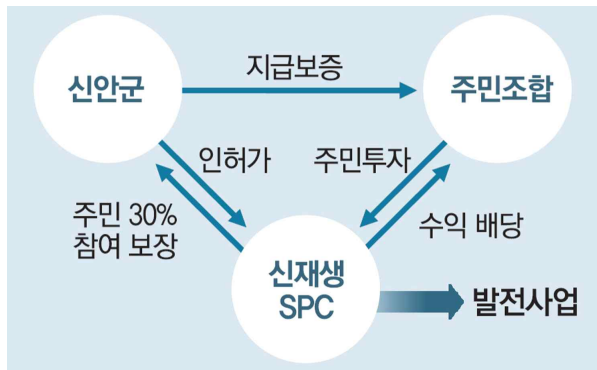 지급보증
신안군
주민조합
인허가
주민투자
주민 30%
참여 보장
수익 배당
신재생
SPC
발전사업